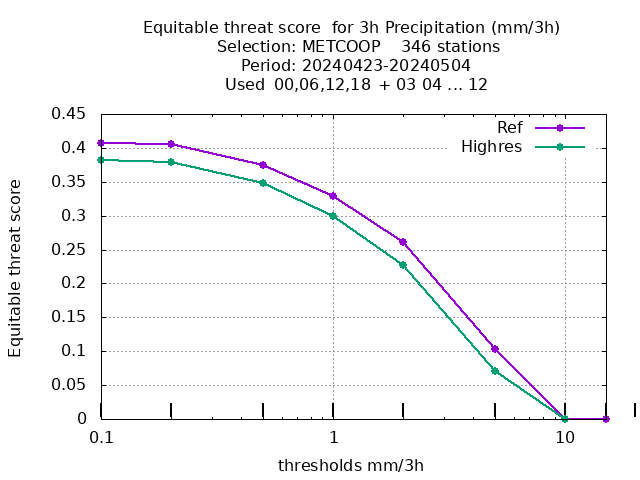 Equitable threat score  for 3h Precipitation (mm/3h)
Selection: METCOOP    346 stations
Period: 20240423-20240504
Used  00,06,12,18  + 03 04 ... 12
Ref
Highres
Equitable threat score
0.45
0.4
0.35
0.3
0.25
0.2
0.15
0.1
0.05
0
0.1 1 10
thresholds mm/3h